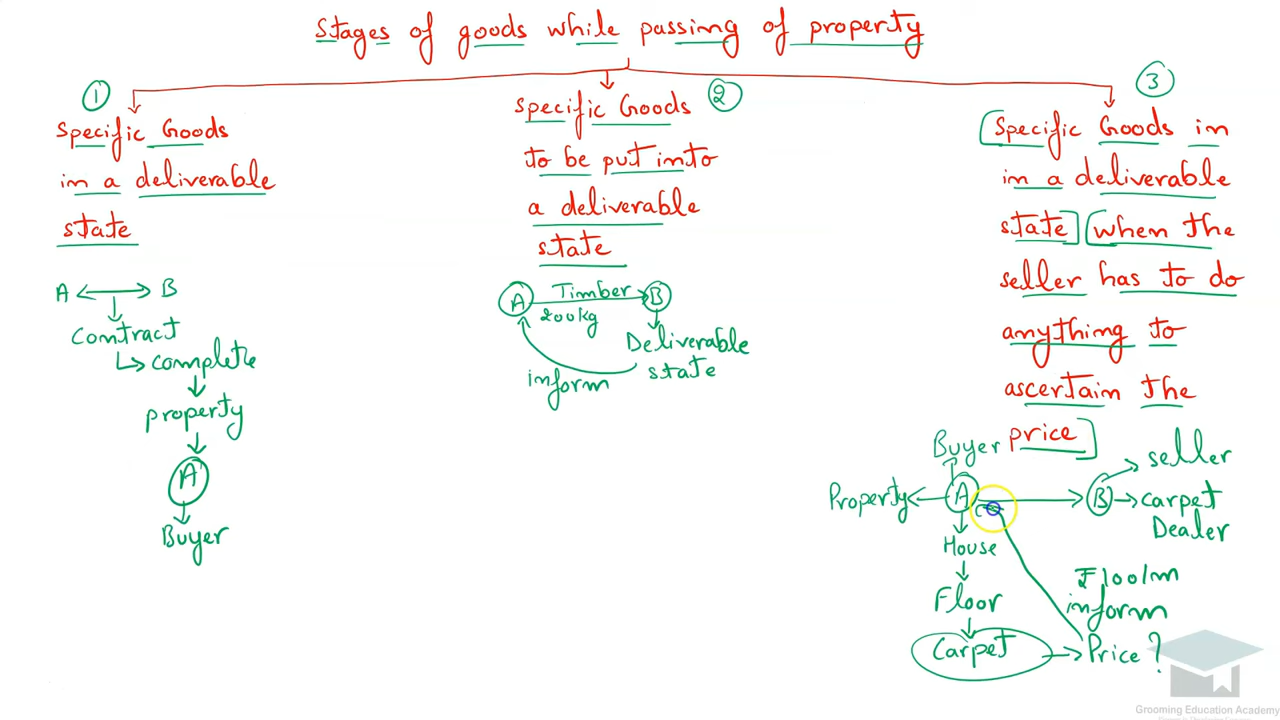 Stages of goods while passing of property
1
Specific Goods
in a deliverable
state
A B
Contract
complete
property
A
Buyer
Specific Goods 2
to be put into
a deliverable
state
A Timber B
200kg
Deliverable
state
inform
3
Specific Goods in
in a deliverable
state when the
seller has to do
anything to
ascertain the
price
Buyer
seller
Property A B carpet
Dealer
House
Floor
Carpet
₹100/m
inform
Price ?
Grooming Education Academy